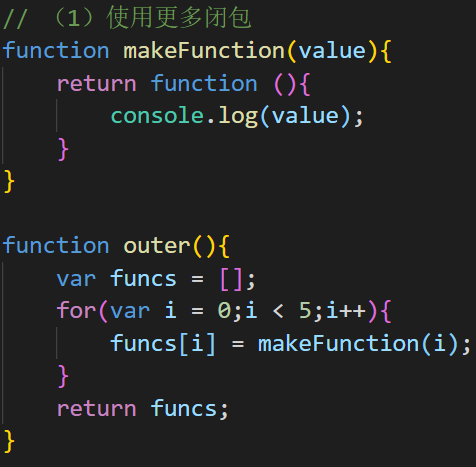 // （1）使用更多闭包
function makeFunction(value){
    return function (){
        console.log(value);
    }
}

function outer(){
    var funcs = [];
    for(var i = 0;i < 5;i++){
        funcs[i] = makeFunction(i);
    }
    return funcs;
}